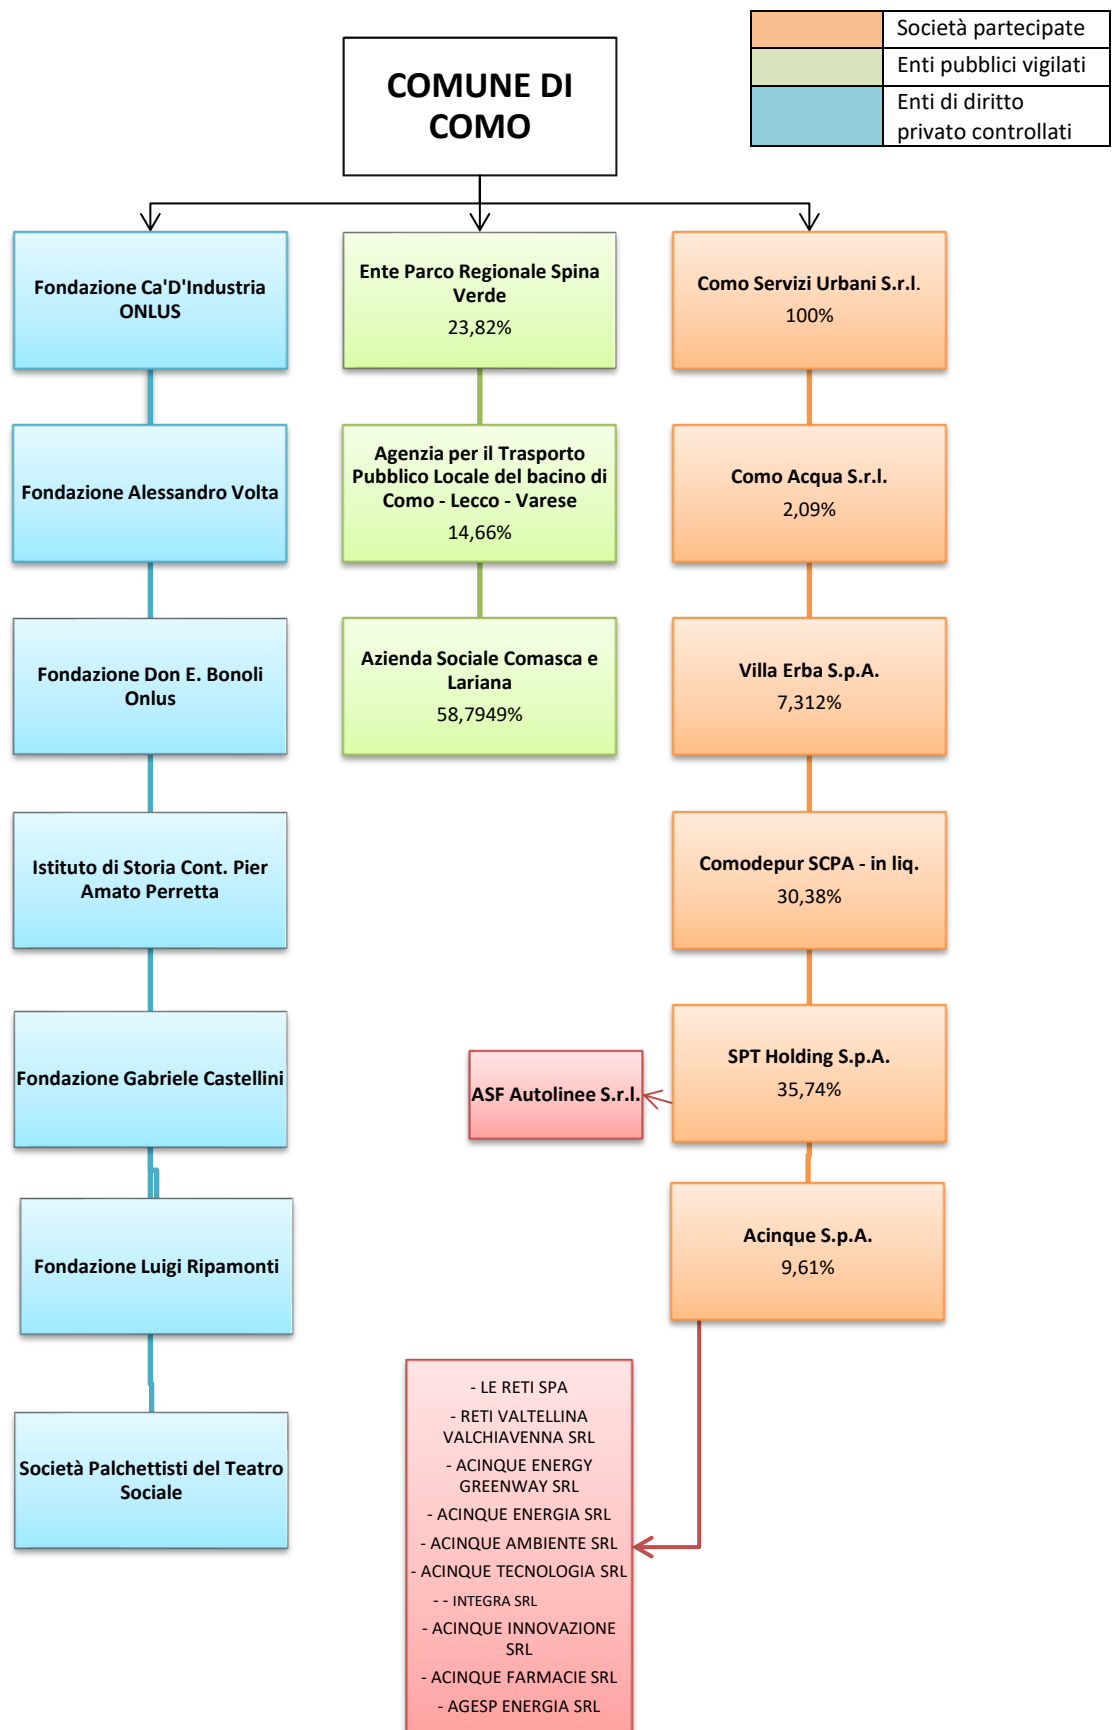 Società partecipate
Enti pubblici vigilati
Enti di diritto
privato controllati
COMUNE DI
COMO
Fondazione Ca'D'Industria
ONLUS
Fondazione Alessandro Volta
Fondazione Don E. Bonoli
Onlus
Istituto di Storia Cont. Pier
Amato Perretta
Fondazione Gabriele Castellini
Fondazione Luigi Ripamonti
Società Palchettisti del Teatro
Sociale
Ente Parco Regionale Spina
Verde
23,82%
Agenzia per il Trasporto
Pubblico Locale del bacino di
Como - Lecco - Varese
14,66%
Azienda Sociale Comasca e
Lariana
58,7949%
Como Servizi Urbani S.r.l.
100%
Como Acqua S.r.l.
2,09%
Villa Erba S.p.A.
7,312%
Comodepur SCPA - in liq.
30,38%
SPT Holding S.p.A.
35,74%
ASF Autolinee S.r.l.
Acinque S.p.A.
9,61%
- LE RETI SPA
- RETI VALTELLINA
VALCHIAVENNA SRL
- ACINQUE ENERGY
GREENWAY SRL
- ACINQUE ENERGIA SRL
- ACINQUE AMBIENTE SRL
- ACINQUE TECNOLOGIA SRL
- - INTEGRA SRL
- ACINQUE INNOVAZIONE
SRL
- ACINQUE FARMACIE SRL
- AGESP ENERGIA SRL